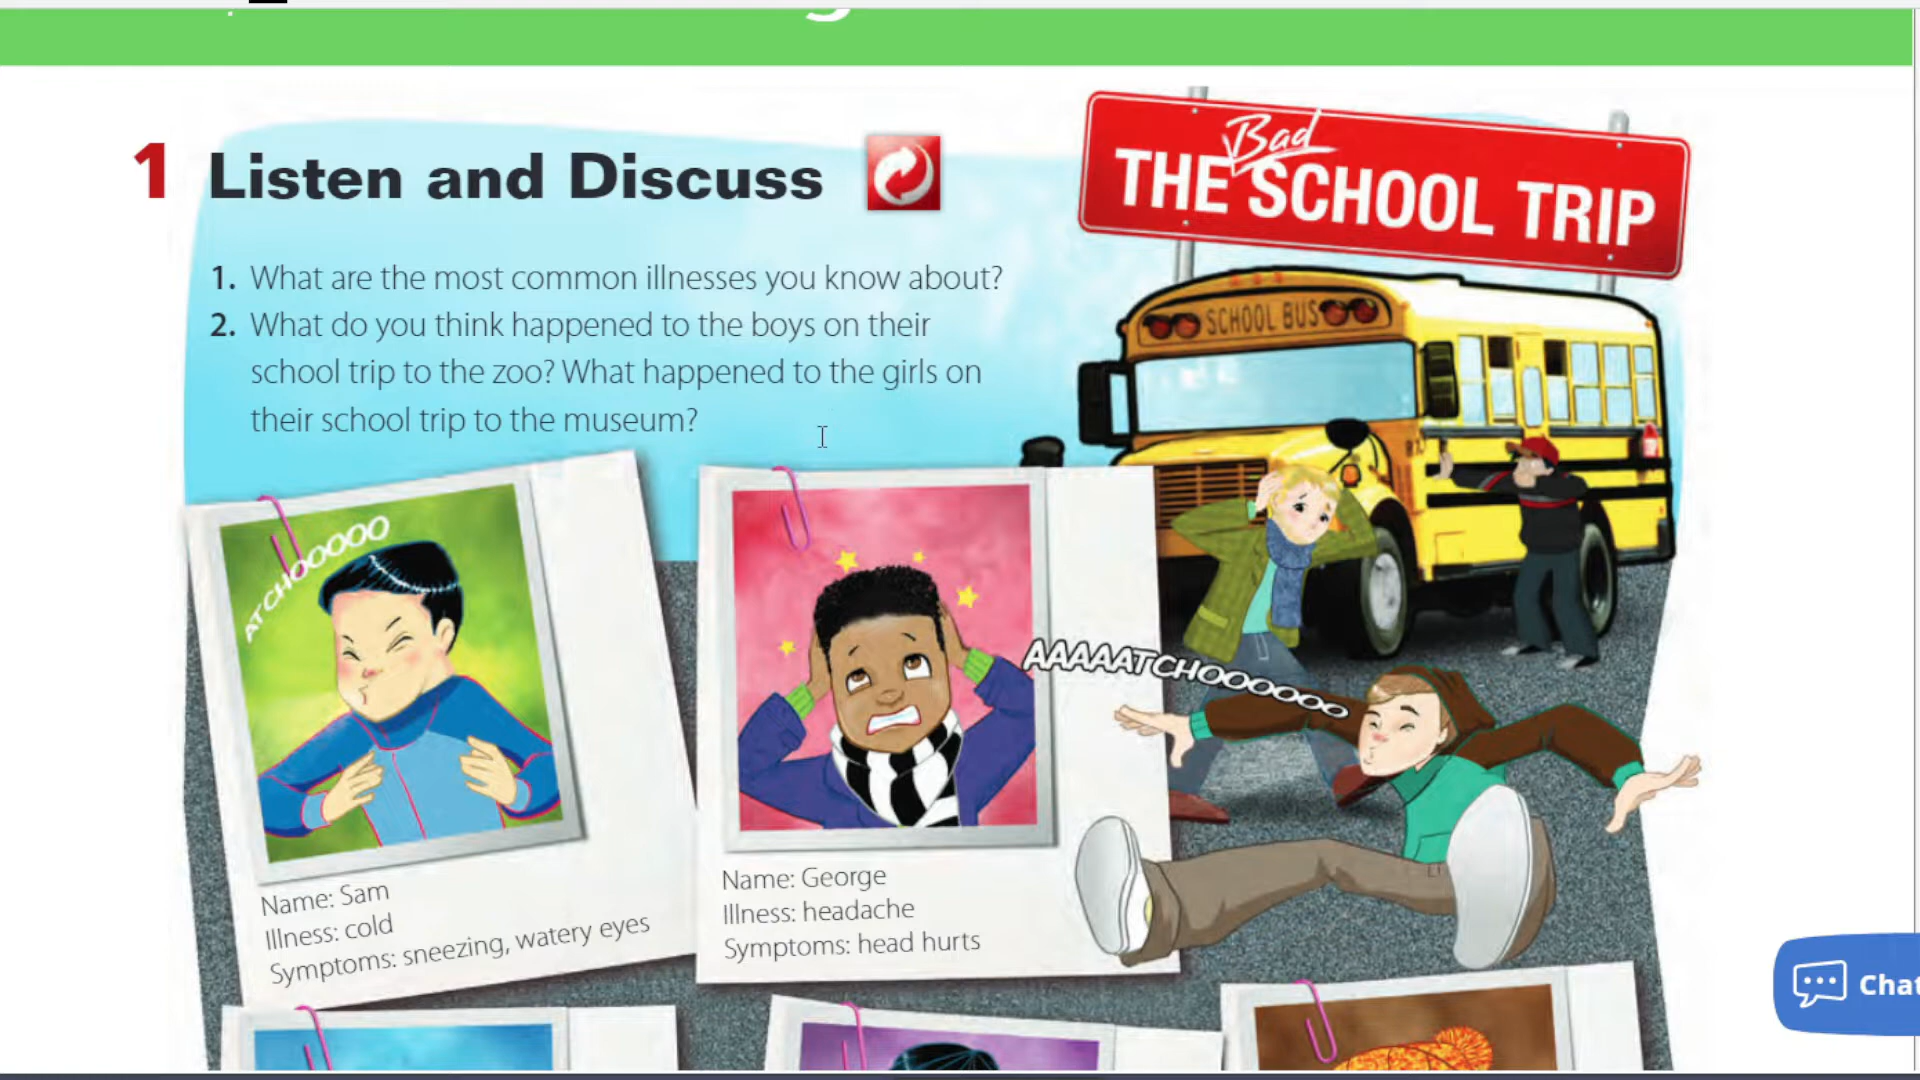 1 Listen and Discuss
1. What are the most common illnesses you know about?
2. What do you think happened to the boys on their
school trip to the zoo? What happened to the girls on
their school trip to the museum?
Bad
THE SCHOOL TRIP
SCHOOL BUS
ATCHOOOOO
AAAAATCHOOOOOO
Name: Sam
Illness: cold
Symptoms: sneezing, watery eyes
Name: George
Illness: headache
Symptoms: head hurts
Chat